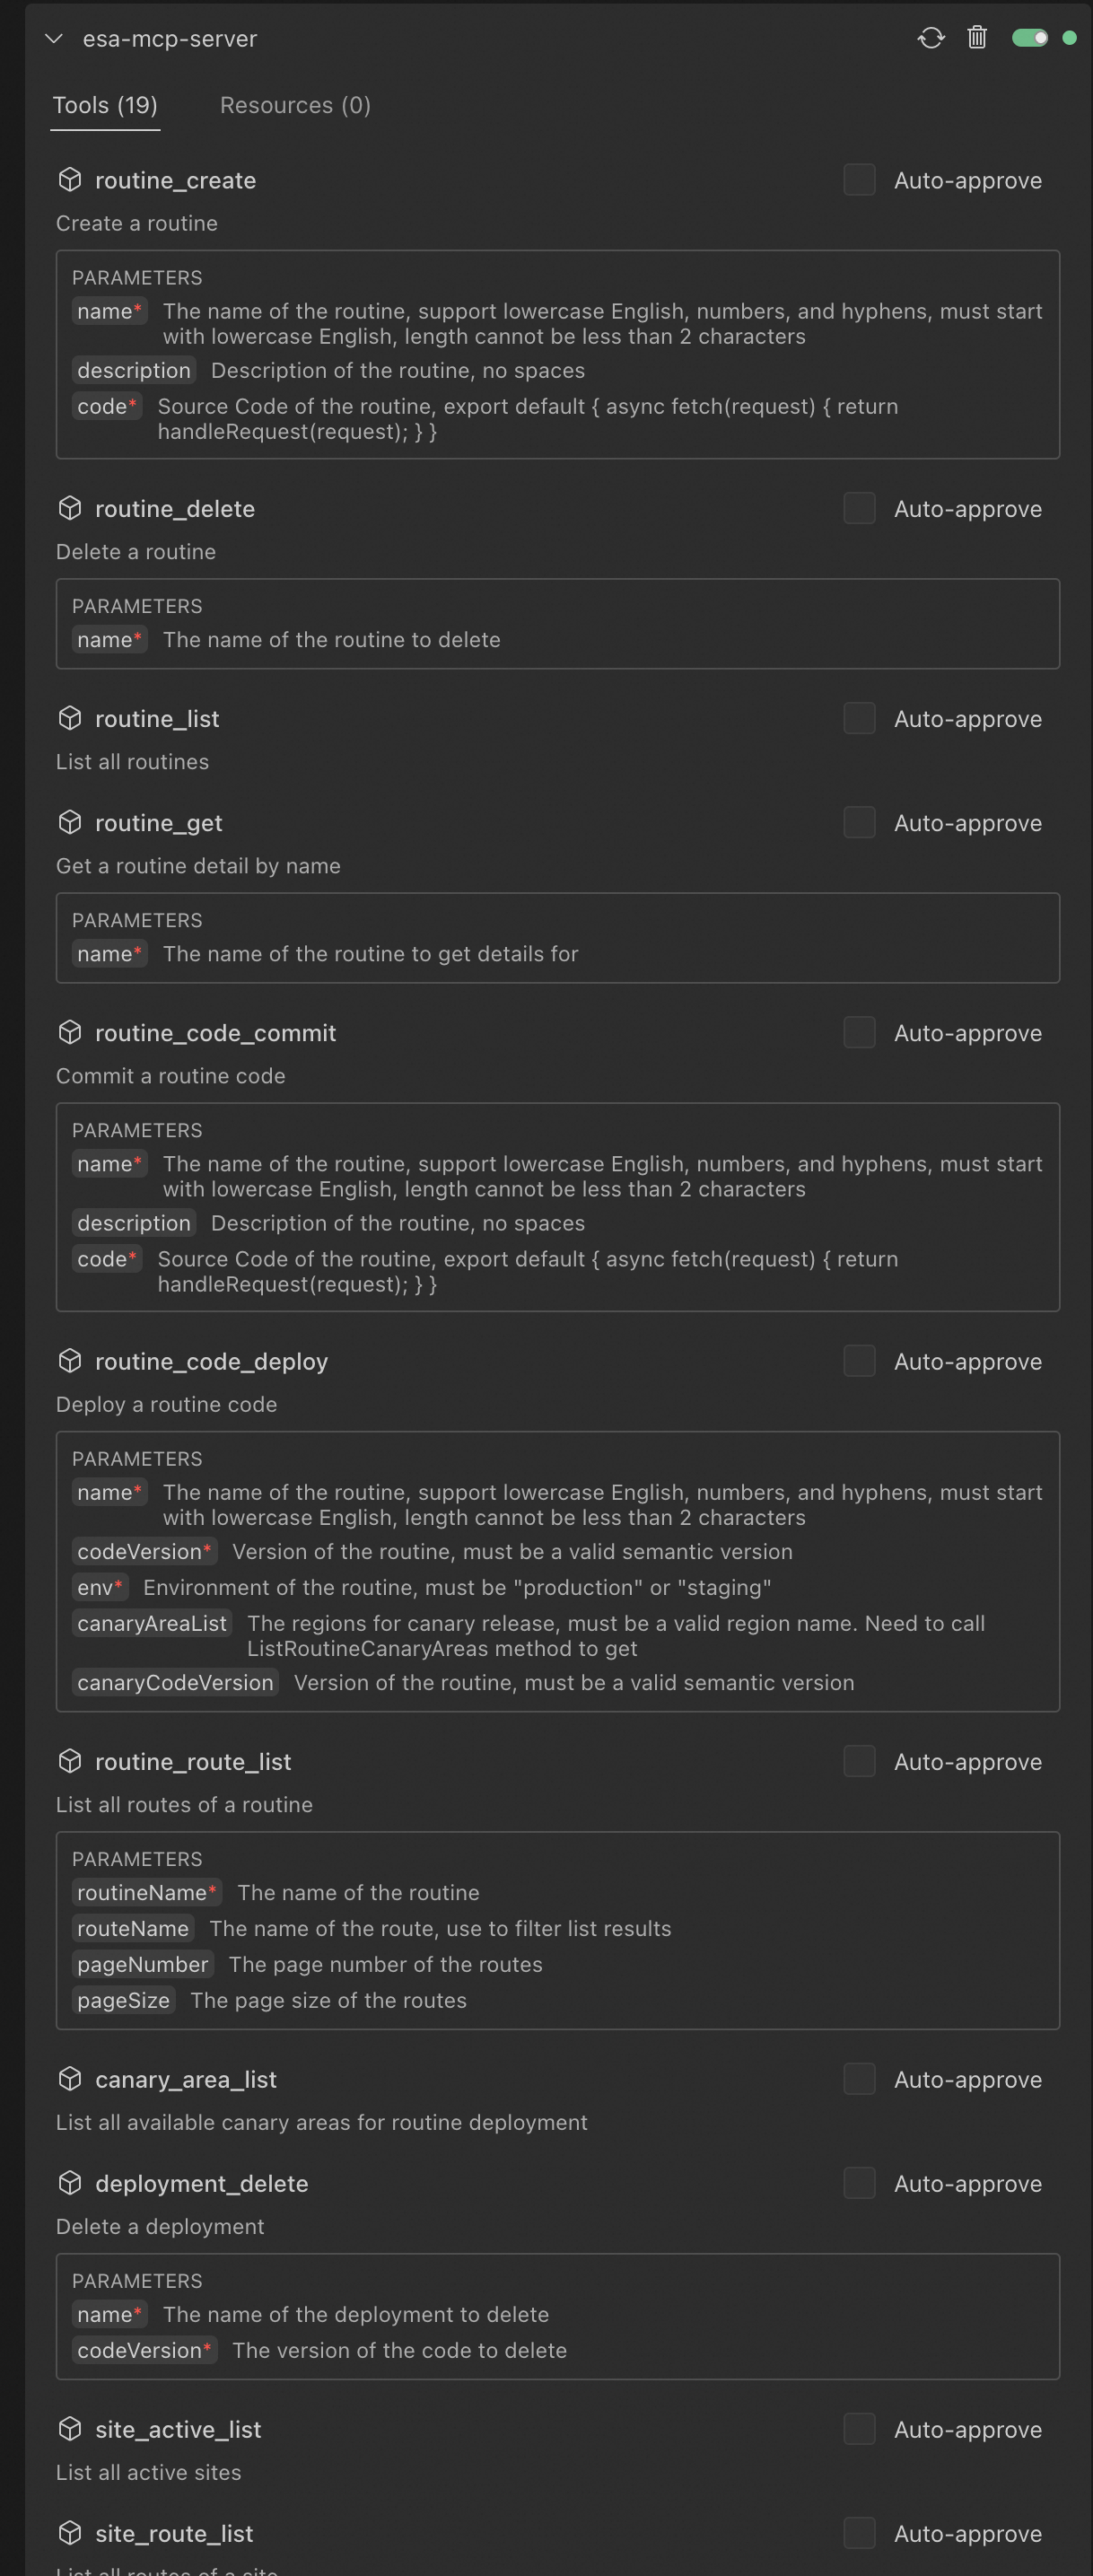 esa-mcp-server
Tools (19) Resources (0)
routine_create Auto-approve
Create a routine
PARAMETERS
name* The name of the routine, support lowercase English, numbers, and hyphens, must start
with lowercase English, length cannot be less than 2 characters
description Description of the routine, no spaces
code* Source Code of the routine, export default { async fetch(request) { return
handleRequest(request); } }
routine_delete Auto-approve
Delete a routine
PARAMETERS
name* The name of the routine to delete
routine_list Auto-approve
List all routines
routine_get Auto-approve
Get a routine detail by name
PARAMETERS
name* The name of the routine to get details for
routine_code_commit Auto-approve
Commit a routine code
PARAMETERS
name* The name of the routine, support lowercase English, numbers, and hyphens, must start
with lowercase English, length cannot be less than 2 characters
description Description of the routine, no spaces
code* Source Code of the routine, export default { async fetch(request) { return
handleRequest(request); } }
routine_code_deploy Auto-approve
Deploy a routine code
PARAMETERS
name* The name of the routine, support lowercase English, numbers, and hyphens, must start
with lowercase English, length cannot be less than 2 characters
codeVersion* Version of the routine, must be a valid semantic version
env* Environment of the routine, must be "production" or "staging"
canaryAreaList The regions for canary release, must be a valid region name. Need to call
ListRoutineCanaryAreas method to get
canaryCodeVersion Version of the routine, must be a valid semantic version
routine_route_list Auto-approve
List all routes of a routine
PARAMETERS
routineName* The name of the routine
routeName The name of the route, use to filter list results
pageNumber The page number of the routes
pageSize The page size of the routes
canary_area_list Auto-approve
List all available canary areas for routine deployment
deployment_delete Auto-approve
Delete a deployment
PARAMETERS
name* The name of the deployment to delete
codeVersion* The version of the code to delete
site_active_list Auto-approve
List all active sites
site_route_list Auto-approve
List all routes of a site